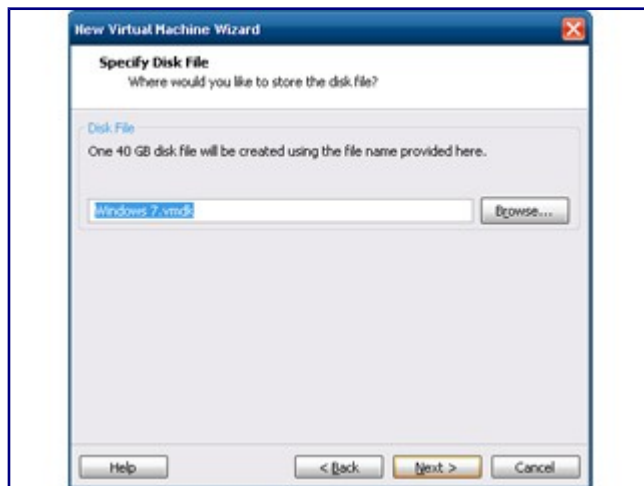 New Virtual Machine Wizard
Specify Disk File
Where would you like to store the disk file?
Disk File
One 40 GB disk file will be created using the file name provided here.
Windows 7.vmdk
Browse...
Help
< Back
Next >
Cancel